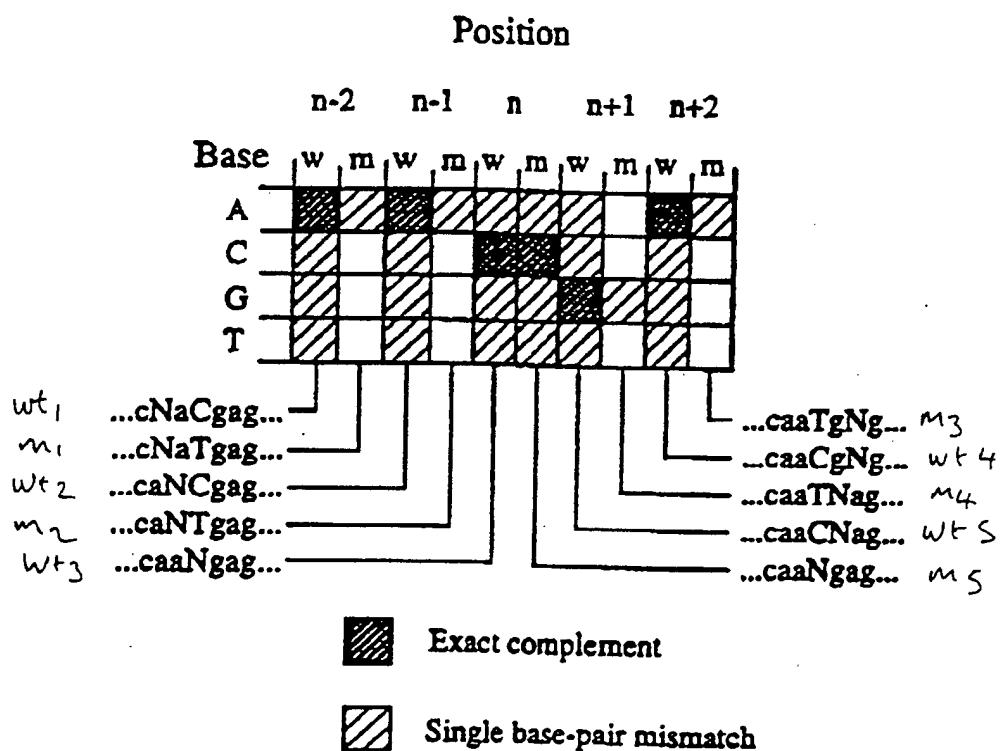 Position
n-2 n-1 n n+1 n+2
Base w m w m w m w m w m
A
C
G
T
wt1 ...cNaCgag...
m1 ...cNaTgag...
wt2 ...caNCgag...
m2 ...caNTgag...
wt3 ...caaNgag...
...caaTgNg... m3
...caaCgNg... wt4
...caaTNag... m4
...caaCNag... wt5
...caaNgag... m5
Exact complement
Single base-pair mismatch